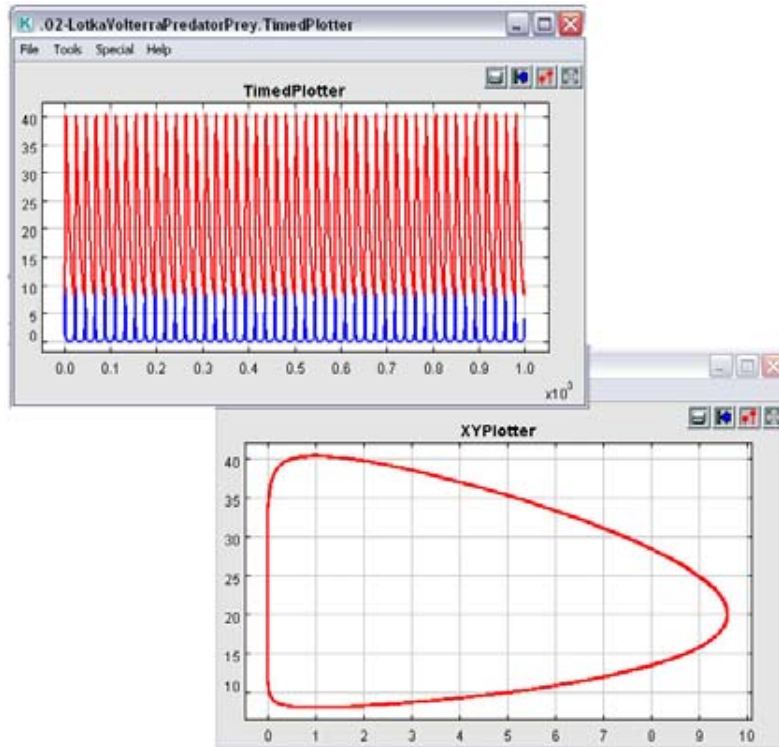 .02-LotkaVolterraPredatorPrey.TimedPlotter
File Tools Special Help
TimedPlotter
40
35
30
25
20
15
10
5
0
0.0 0.1 0.2 0.3 0.4 0.5 0.6 0.7 0.8 0.9 1.0
x10³
XYPlotter
40
35
30
25
20
15
10
0 1 2 3 4 5 6 7 8 9 10